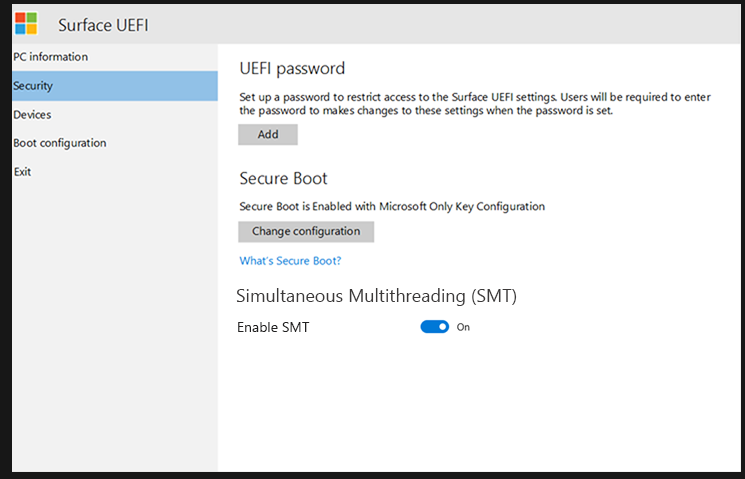 Surface UEFI
PC information
Security
Devices
Boot configuration
Exit
UEFI password
Set up a password to restrict access to the Surface UEFI settings. Users will be required to enter
the password to makes changes to these settings when the password is set.
Add
Secure Boot
Secure Boot is Enabled with Microsoft Only Key Configuration
Change configuration
What's Secure Boot?
Simultaneous Multithreading (SMT)
Enable SMT On